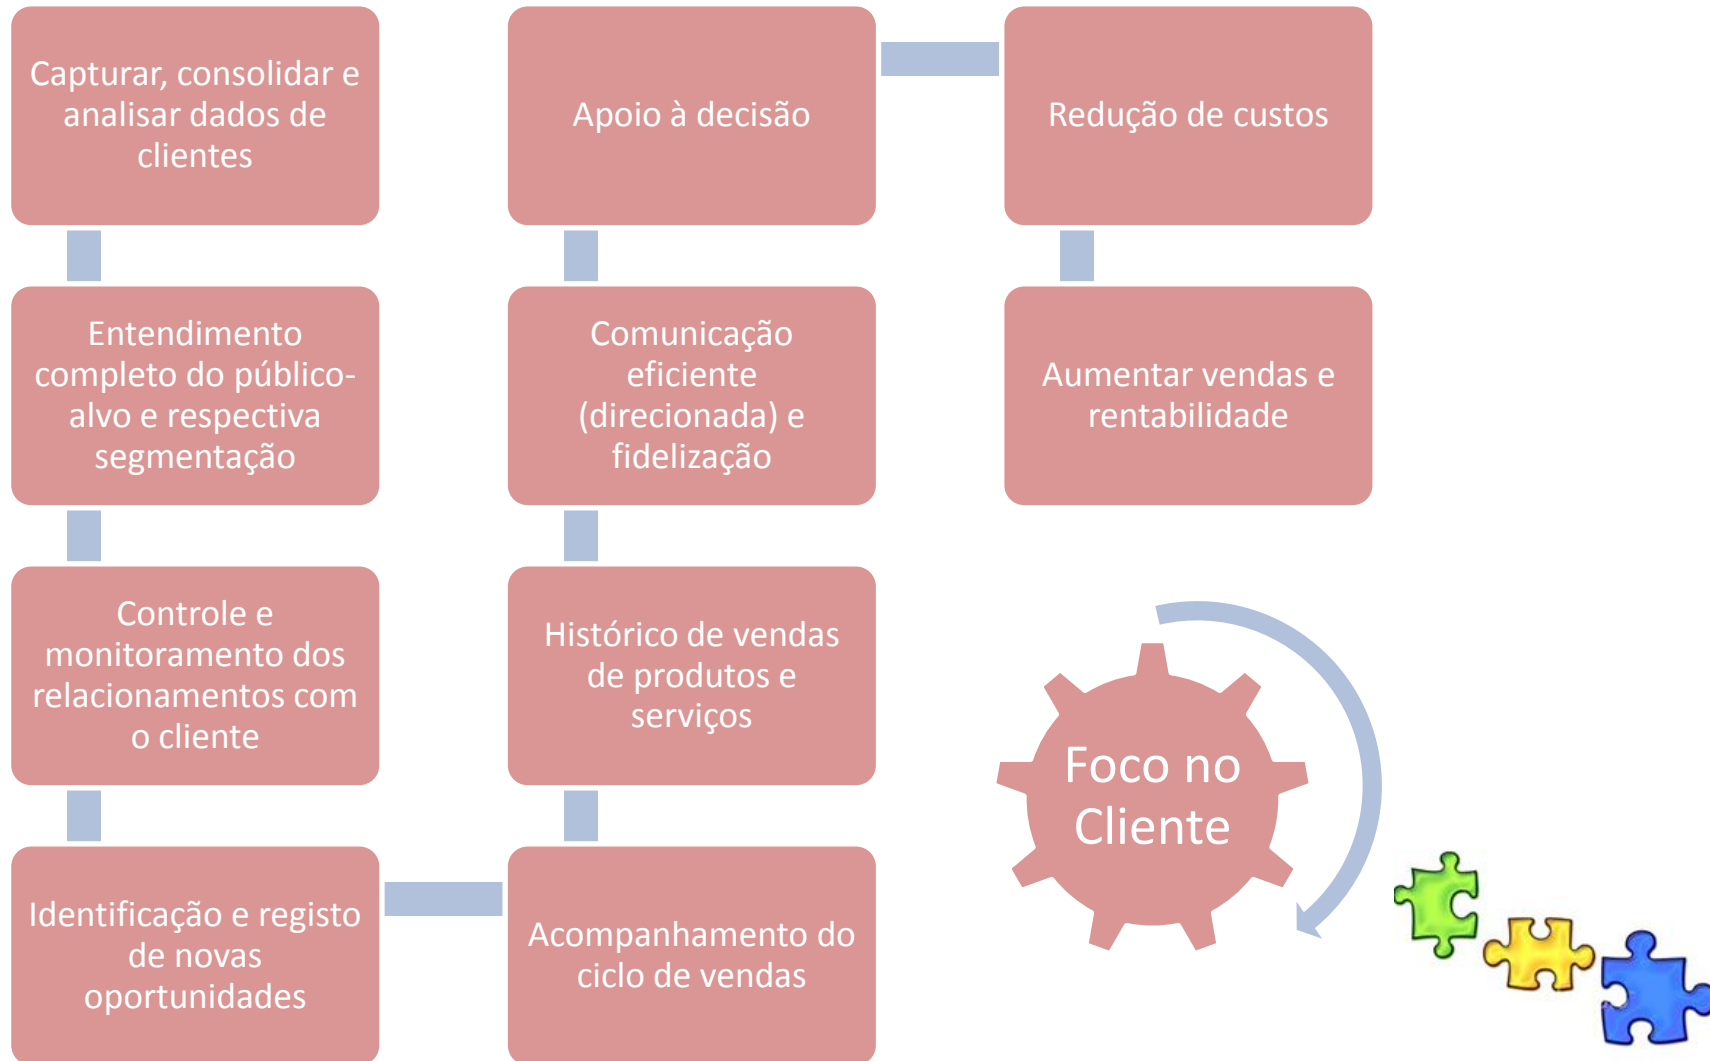 Capturar, consolidar e
analisar dados de
clientes
Entendimento
completo do público-
alvo e respectiva
segmentação
Controle e
monitoramento dos
relacionamentos com
o cliente
Identificação e registo
de novas
oportunidades
Acompanhamento do
ciclo de vendas
Histórico de vendas
de produtos e
serviços
Comunicação
eficiente
(direcionada) e
fidelização
Apoio à decisão
Redução de custos
Aumentar vendas e
rentabilidade
Foco no
Cliente